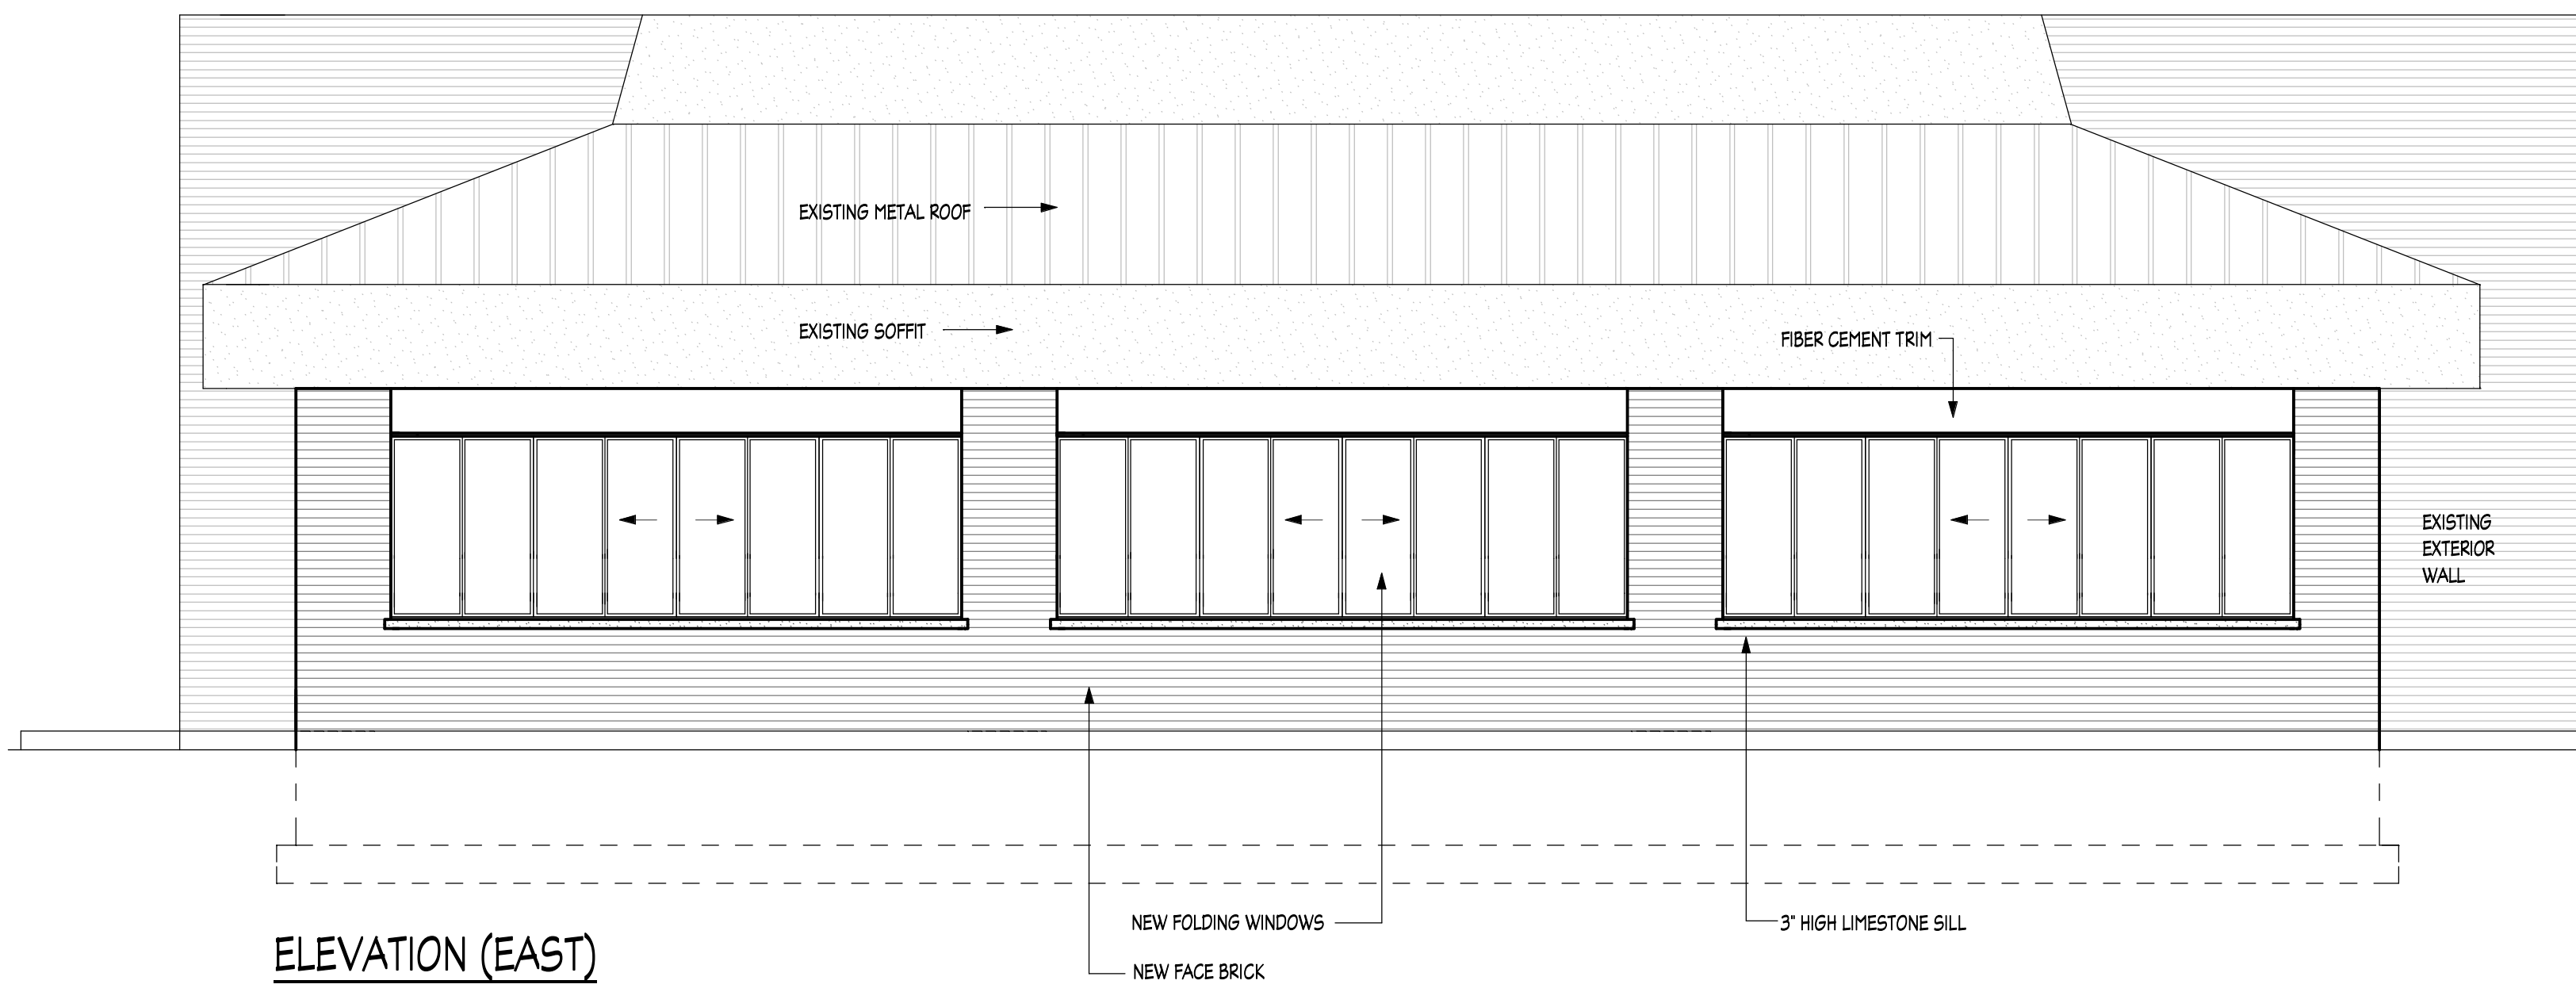 EXISTING METAL ROOF
EXISTING SOFFIT
FIBER CEMENT TRIM
EXISTING
EXTERIOR
WALL
NEW FOLDING WINDOWS
3" HIGH LIMESTONE SILL
ELEVATION (EAST)
NEW FACE BRICK